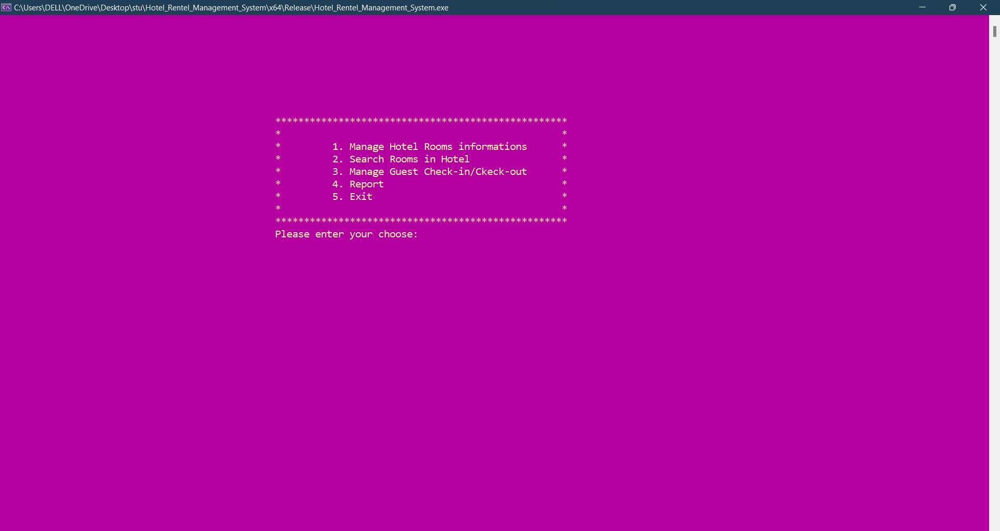 C:\Users\DELL\OneDrive\Desktop\stu\Hotel_Rentel_Management_System\x64\Release\Hotel_Rentel_Management_System.exe
***************************************************
* *
* 1. Manage Hotel Rooms informations *
* 2. Search Rooms in Hotel *
* 3. Manage Guest Check-in/Ckeck-out *
* 4. Report *
* 5. Exit *
* *
***************************************************
Please enter your choose: